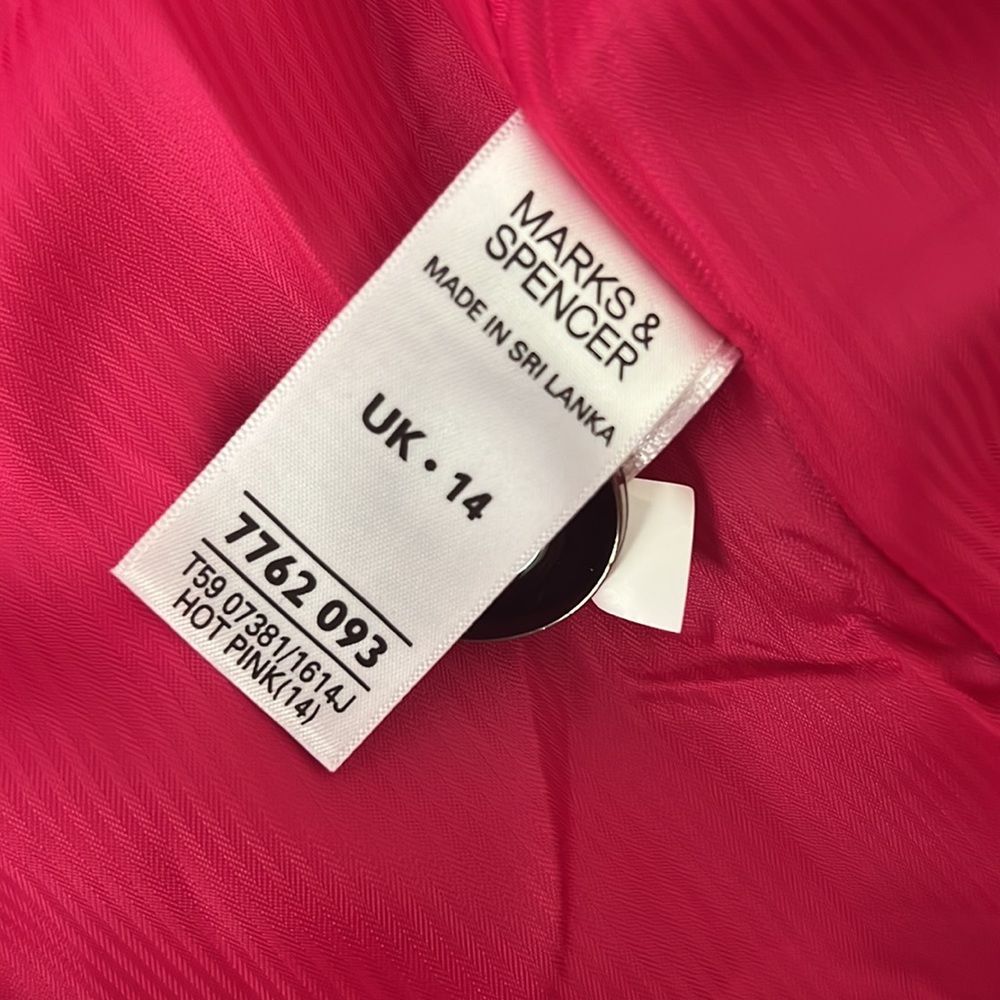 MARKS &
SPENCER
MADE IN SRI LANKA
UK • 14
7762 093
T59 07381/1614J
HOT PINK(14)